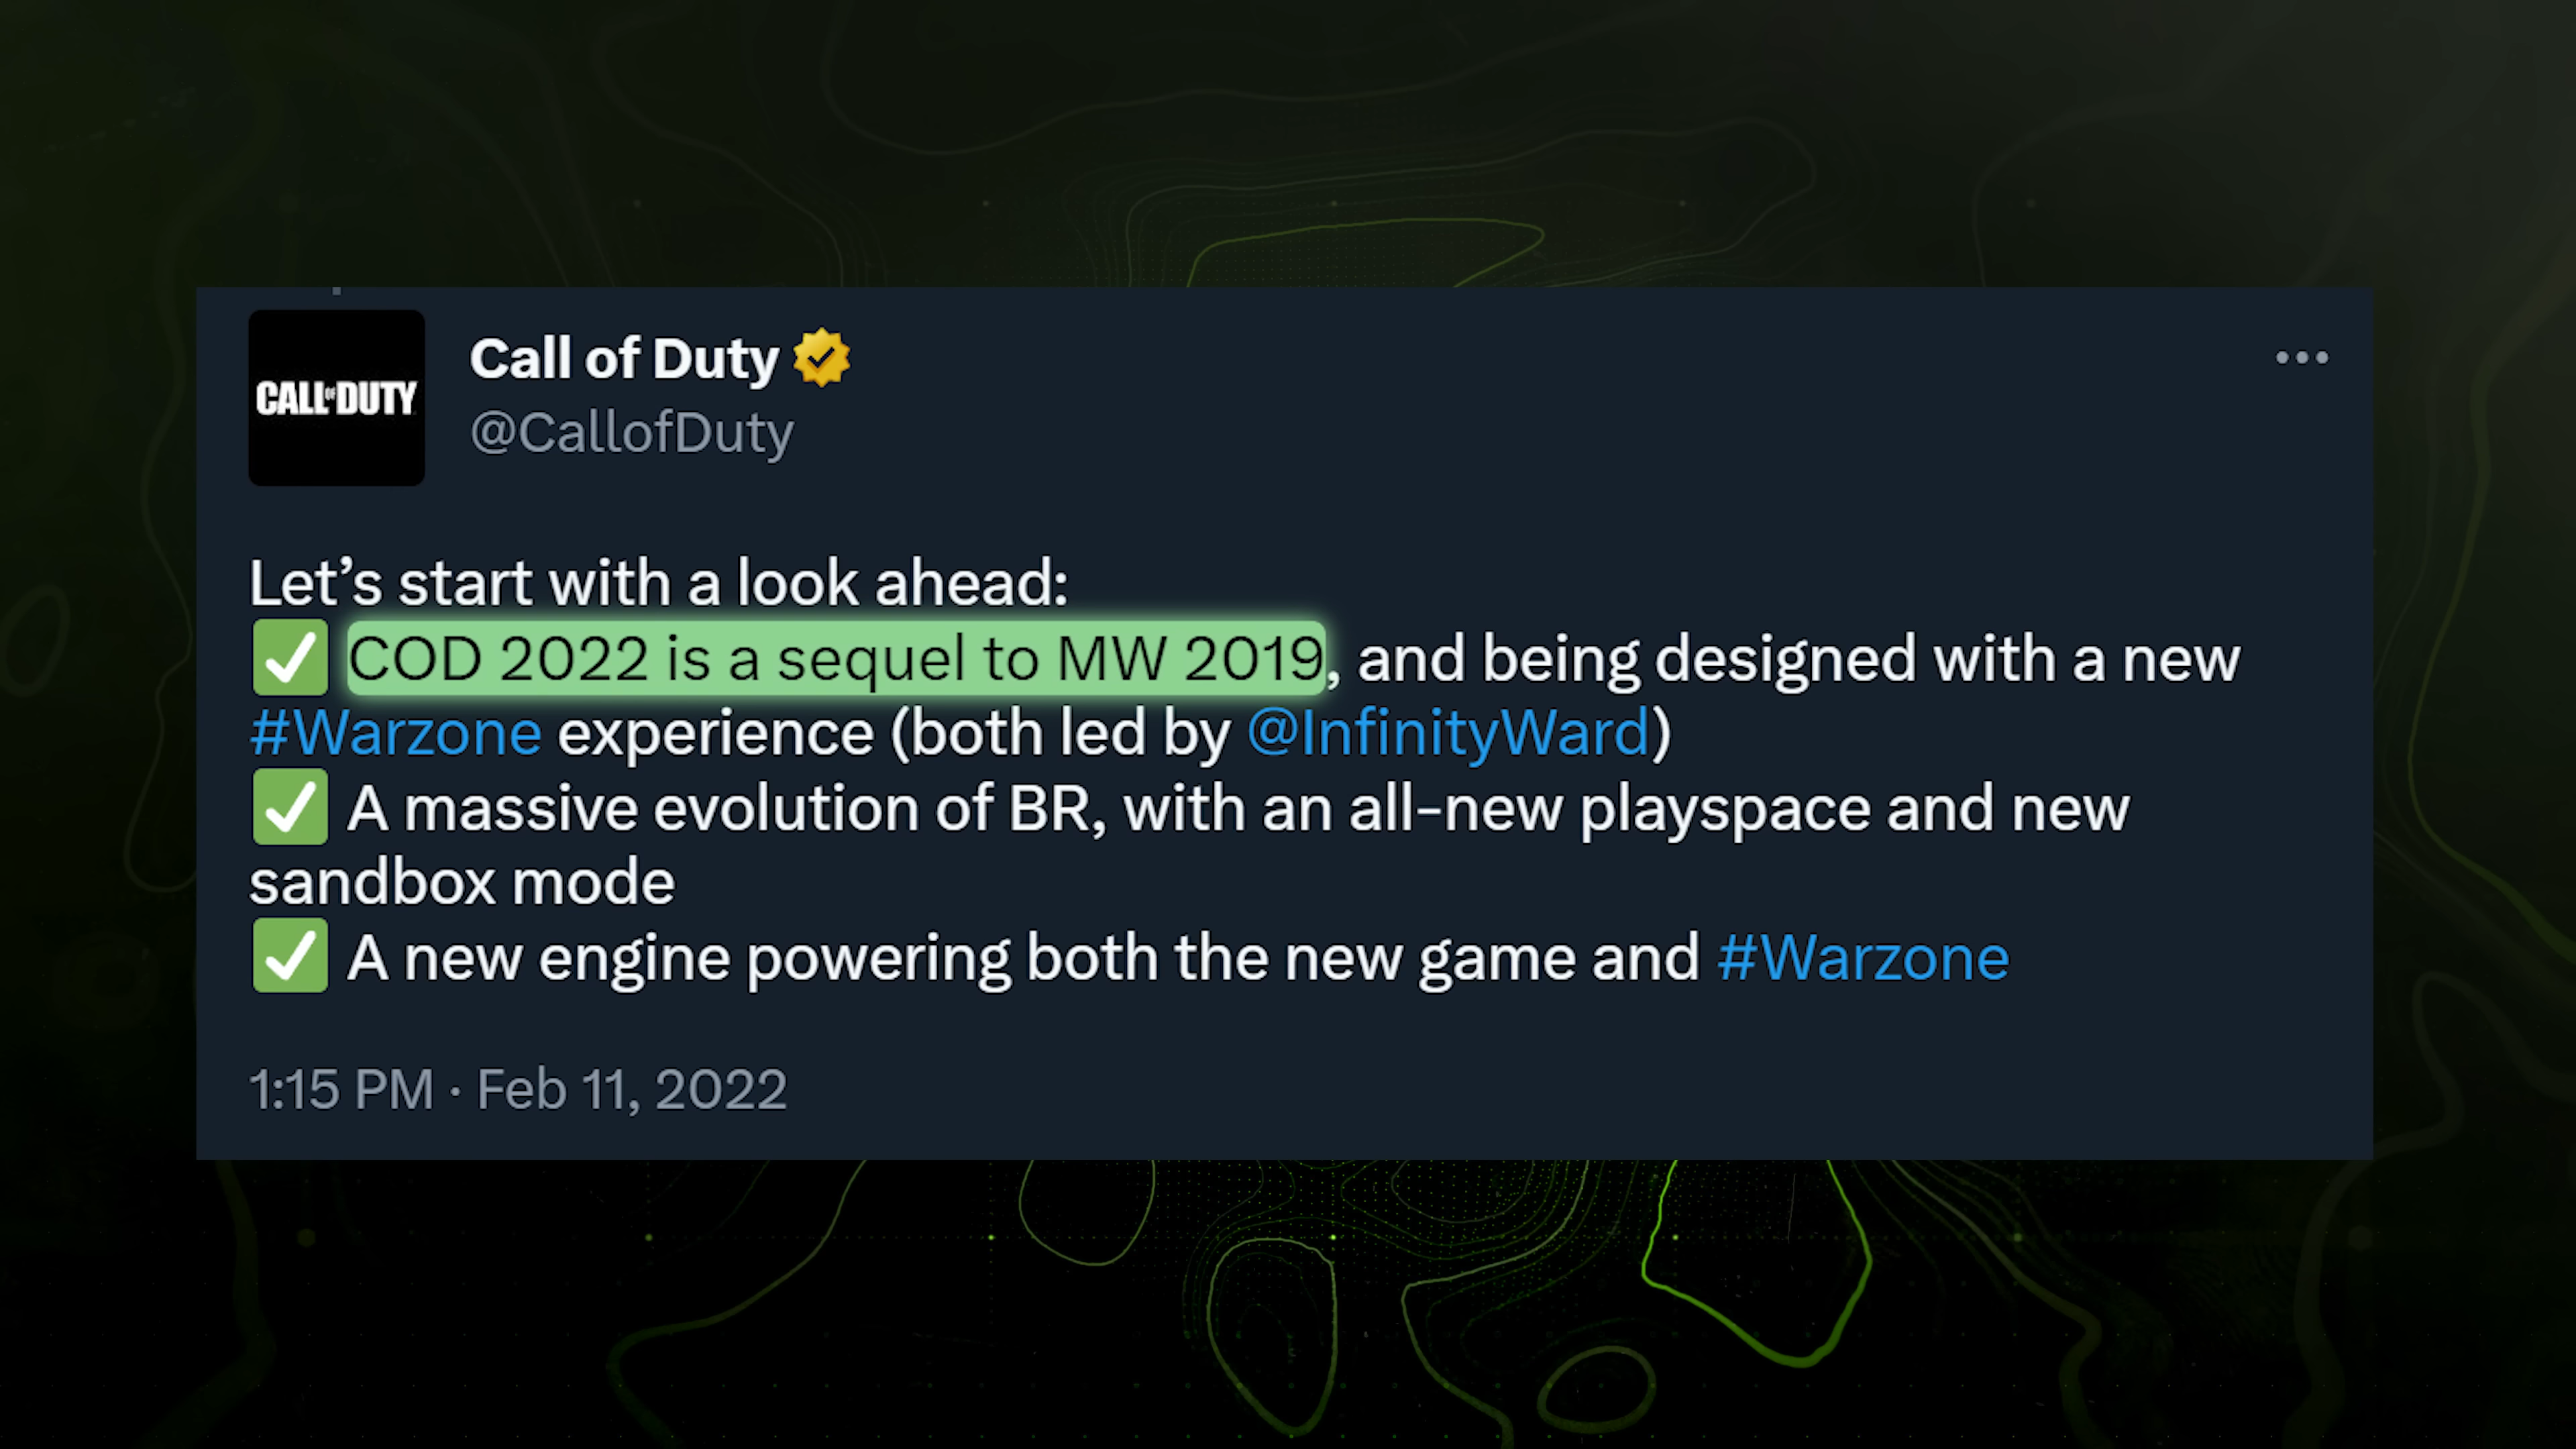 CALL OF DUTY
Call of Duty
@CallofDuty
Let’s start with a look ahead:
✅ COD 2022 is a sequel to MW 2019, and being designed with a new
#Warzone experience (both led by @InfinityWard)
✅ A massive evolution of BR, with an all-new playspace and new
sandbox mode
✅ A new engine powering both the new game and #Warzone
1:15 PM · Feb 11, 2022